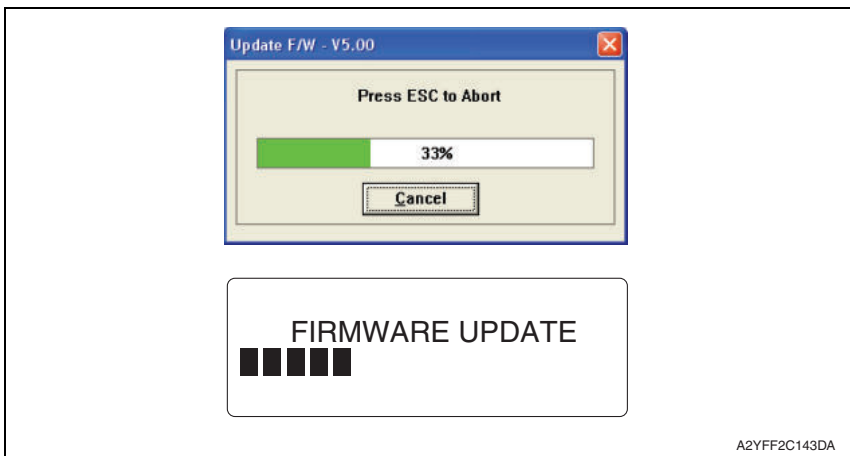 Update F/W - V5.00
Press ESC to Abort
33%
Cancel
FIRMWARE UPDATE
A2YFF2C143DA